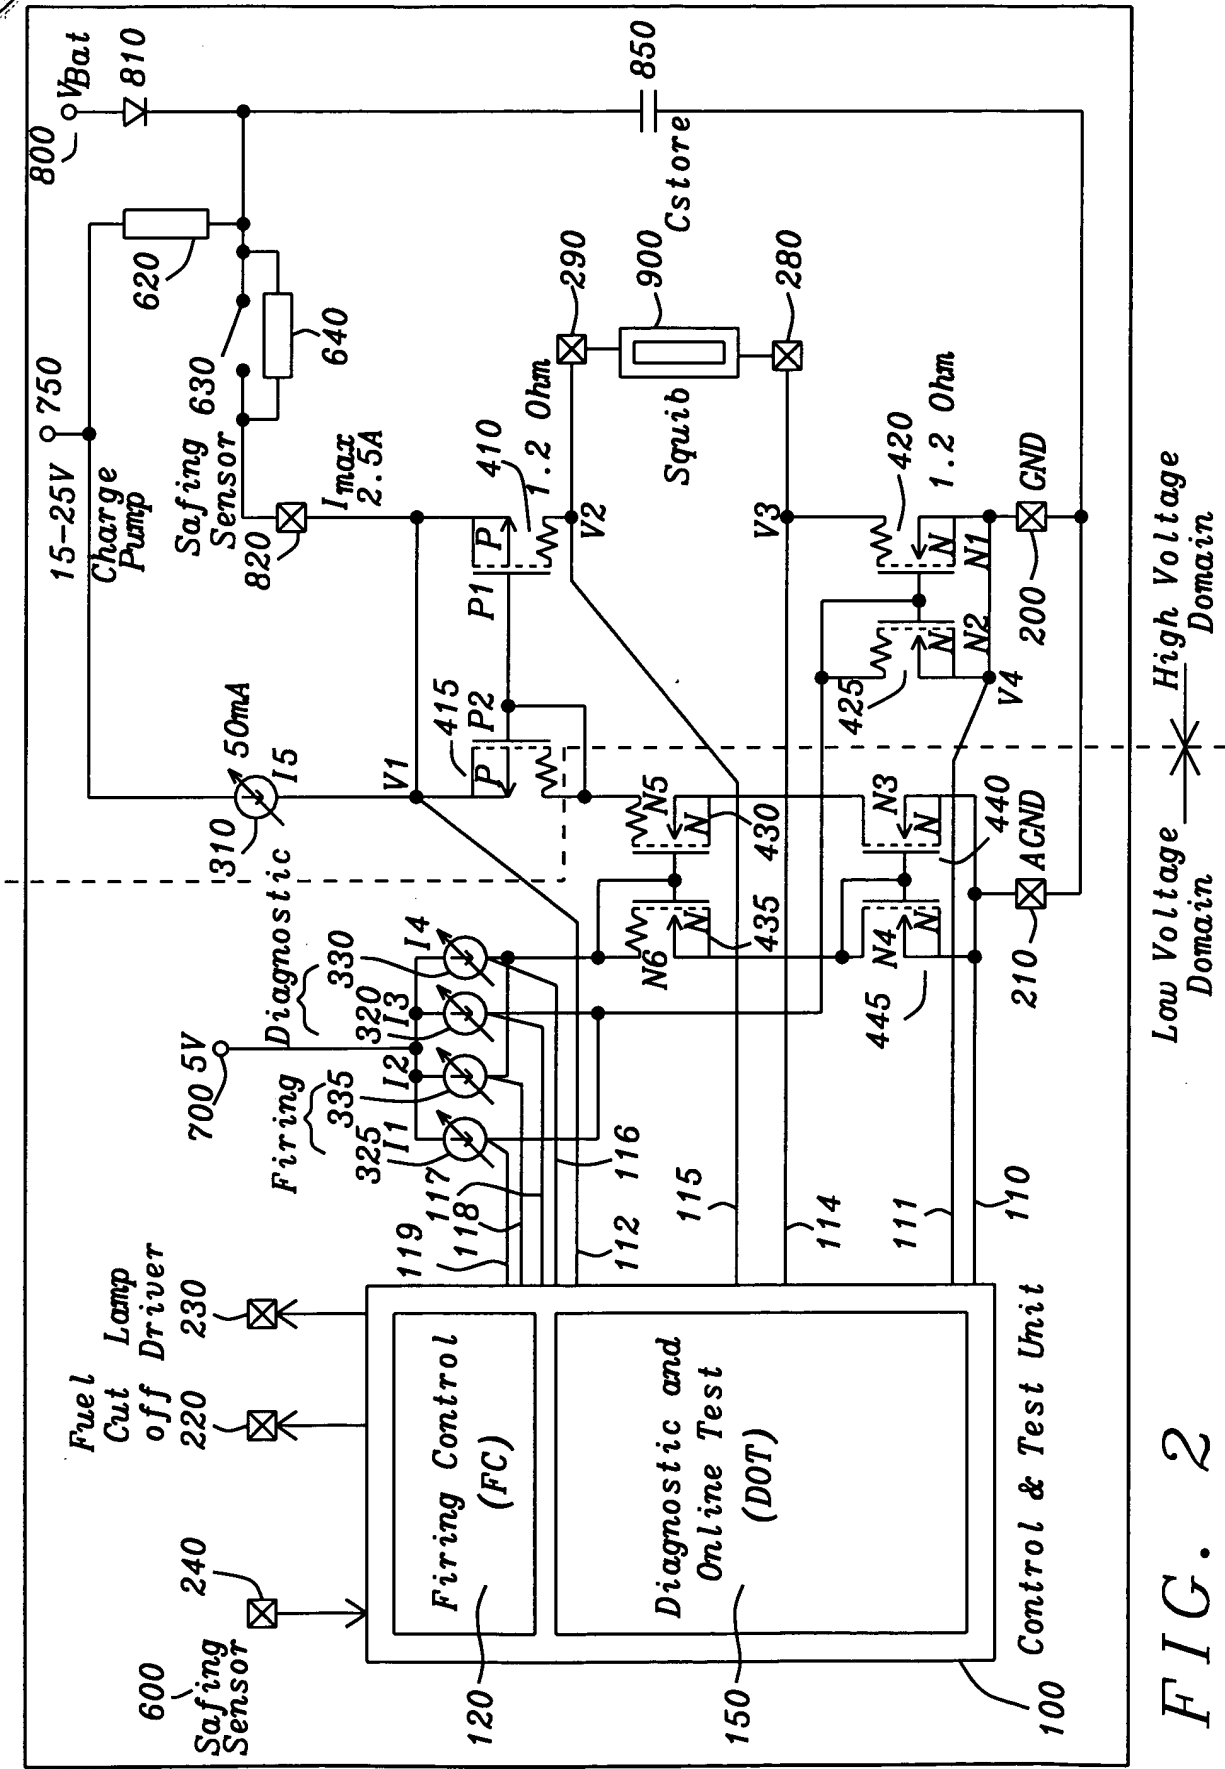 800
VBat
810
850
Cstore
620
640
630
Safing
Sensor
750
15-25V
Charge
Pump
820
Imax
2.5A
290
900
280
Squib
410
1.2 Ohm
P
P1
V2
V3
420
1.2 Ohm
N
N1
GND
200
N
N2
425
V4
415
P2
P
V1
50mA
I5
310
N5
N
430
435
N
N6
N3
N
440
AGND
N4
N
445
210
High Voltage
Domain
Low Voltage
Domain
Diagnostic
330
I4
320
I3
700 5V
Firing
335
I2
325
I1
119
118
117
116
112
115
114
111
110
Lamp
Driver
230
Fuel
Cut
off
220
240
600
Safing
Sensor
Firing Control
(FC)
120
Diagnostic and
Online Test
(DOT)
150
Control & Test Unit
100
FIG. 2